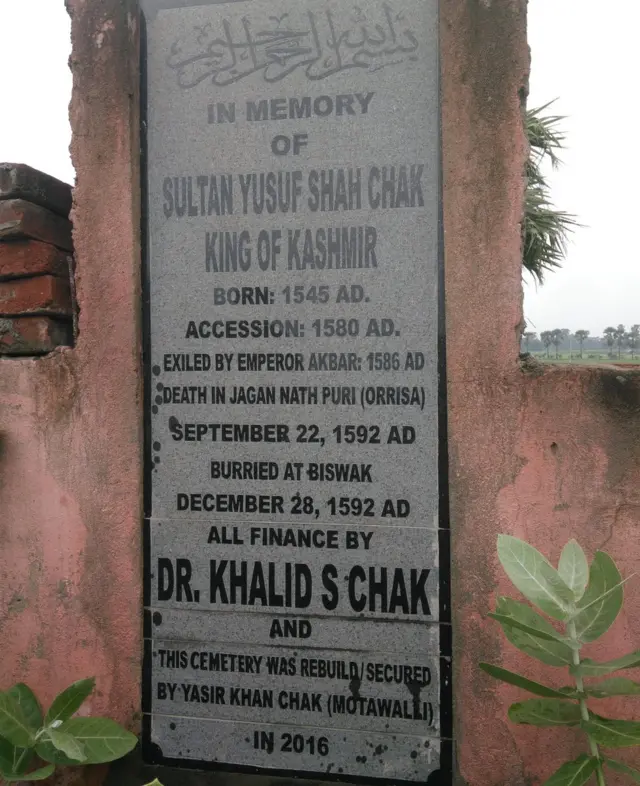 بسم الله الرحمن الرحيم
IN MEMORY
OF
SULTAN YUSUF SHAH CHAK
KING OF KASHMIR
BORN: 1545 AD.
ACCESSION: 1580 AD.
EXILED BY EMPEROR AKBAR: 1586 AD
DEATH IN JAGAN NATH PURI (ORRISA)
SEPTEMBER 22, 1592 AD
BURRIED AT BISWAK
DECEMBER 28, 1592 AD
ALL FINANCE BY
DR. KHALID S CHAK
AND
THIS CEMETERY WAS REBUILD/SECURED
BY YASIR KHAN CHAK (MOTAWALLI)
IN 2016